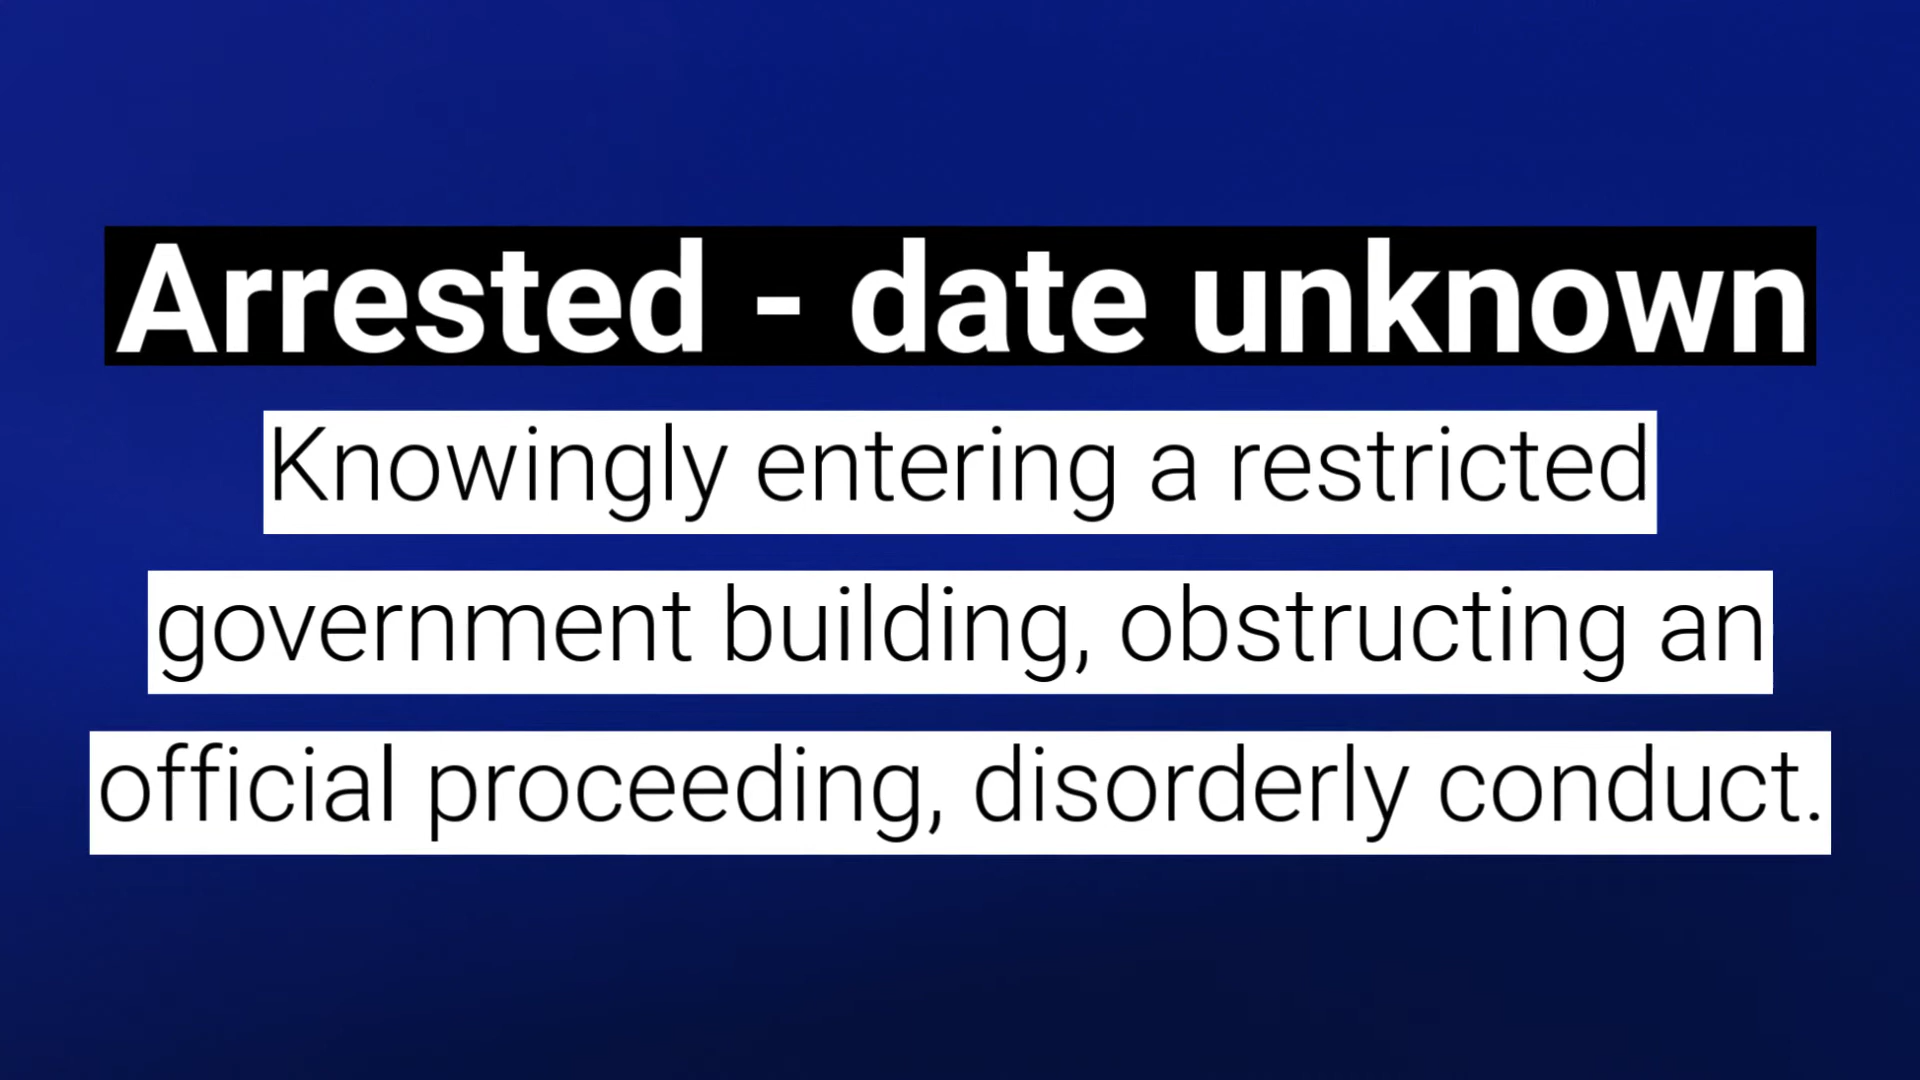 Arrested - date unknown
Knowingly entering a restricted
government building, obstructing an
official proceeding, disorderly conduct.